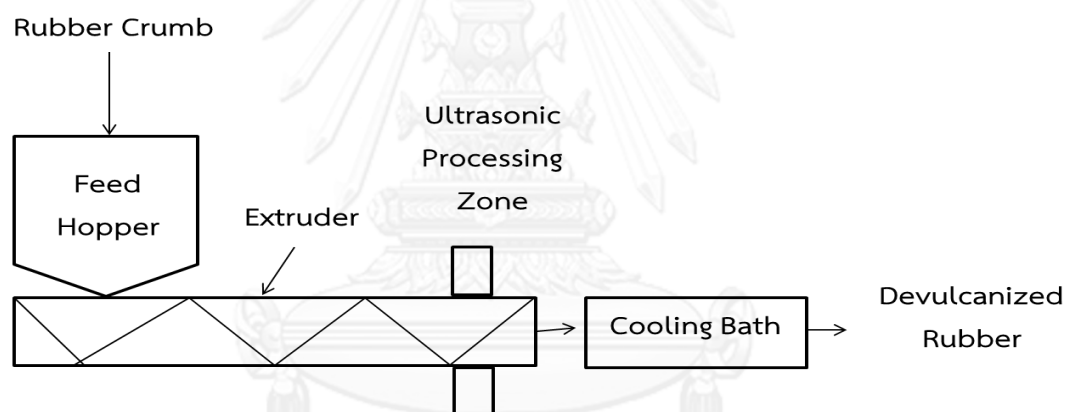 Rubber Crumb
Feed
Hopper
Extruder
Ultrasonic
Processing
Zone
Cooling Bath
Devulcanized
Rubber